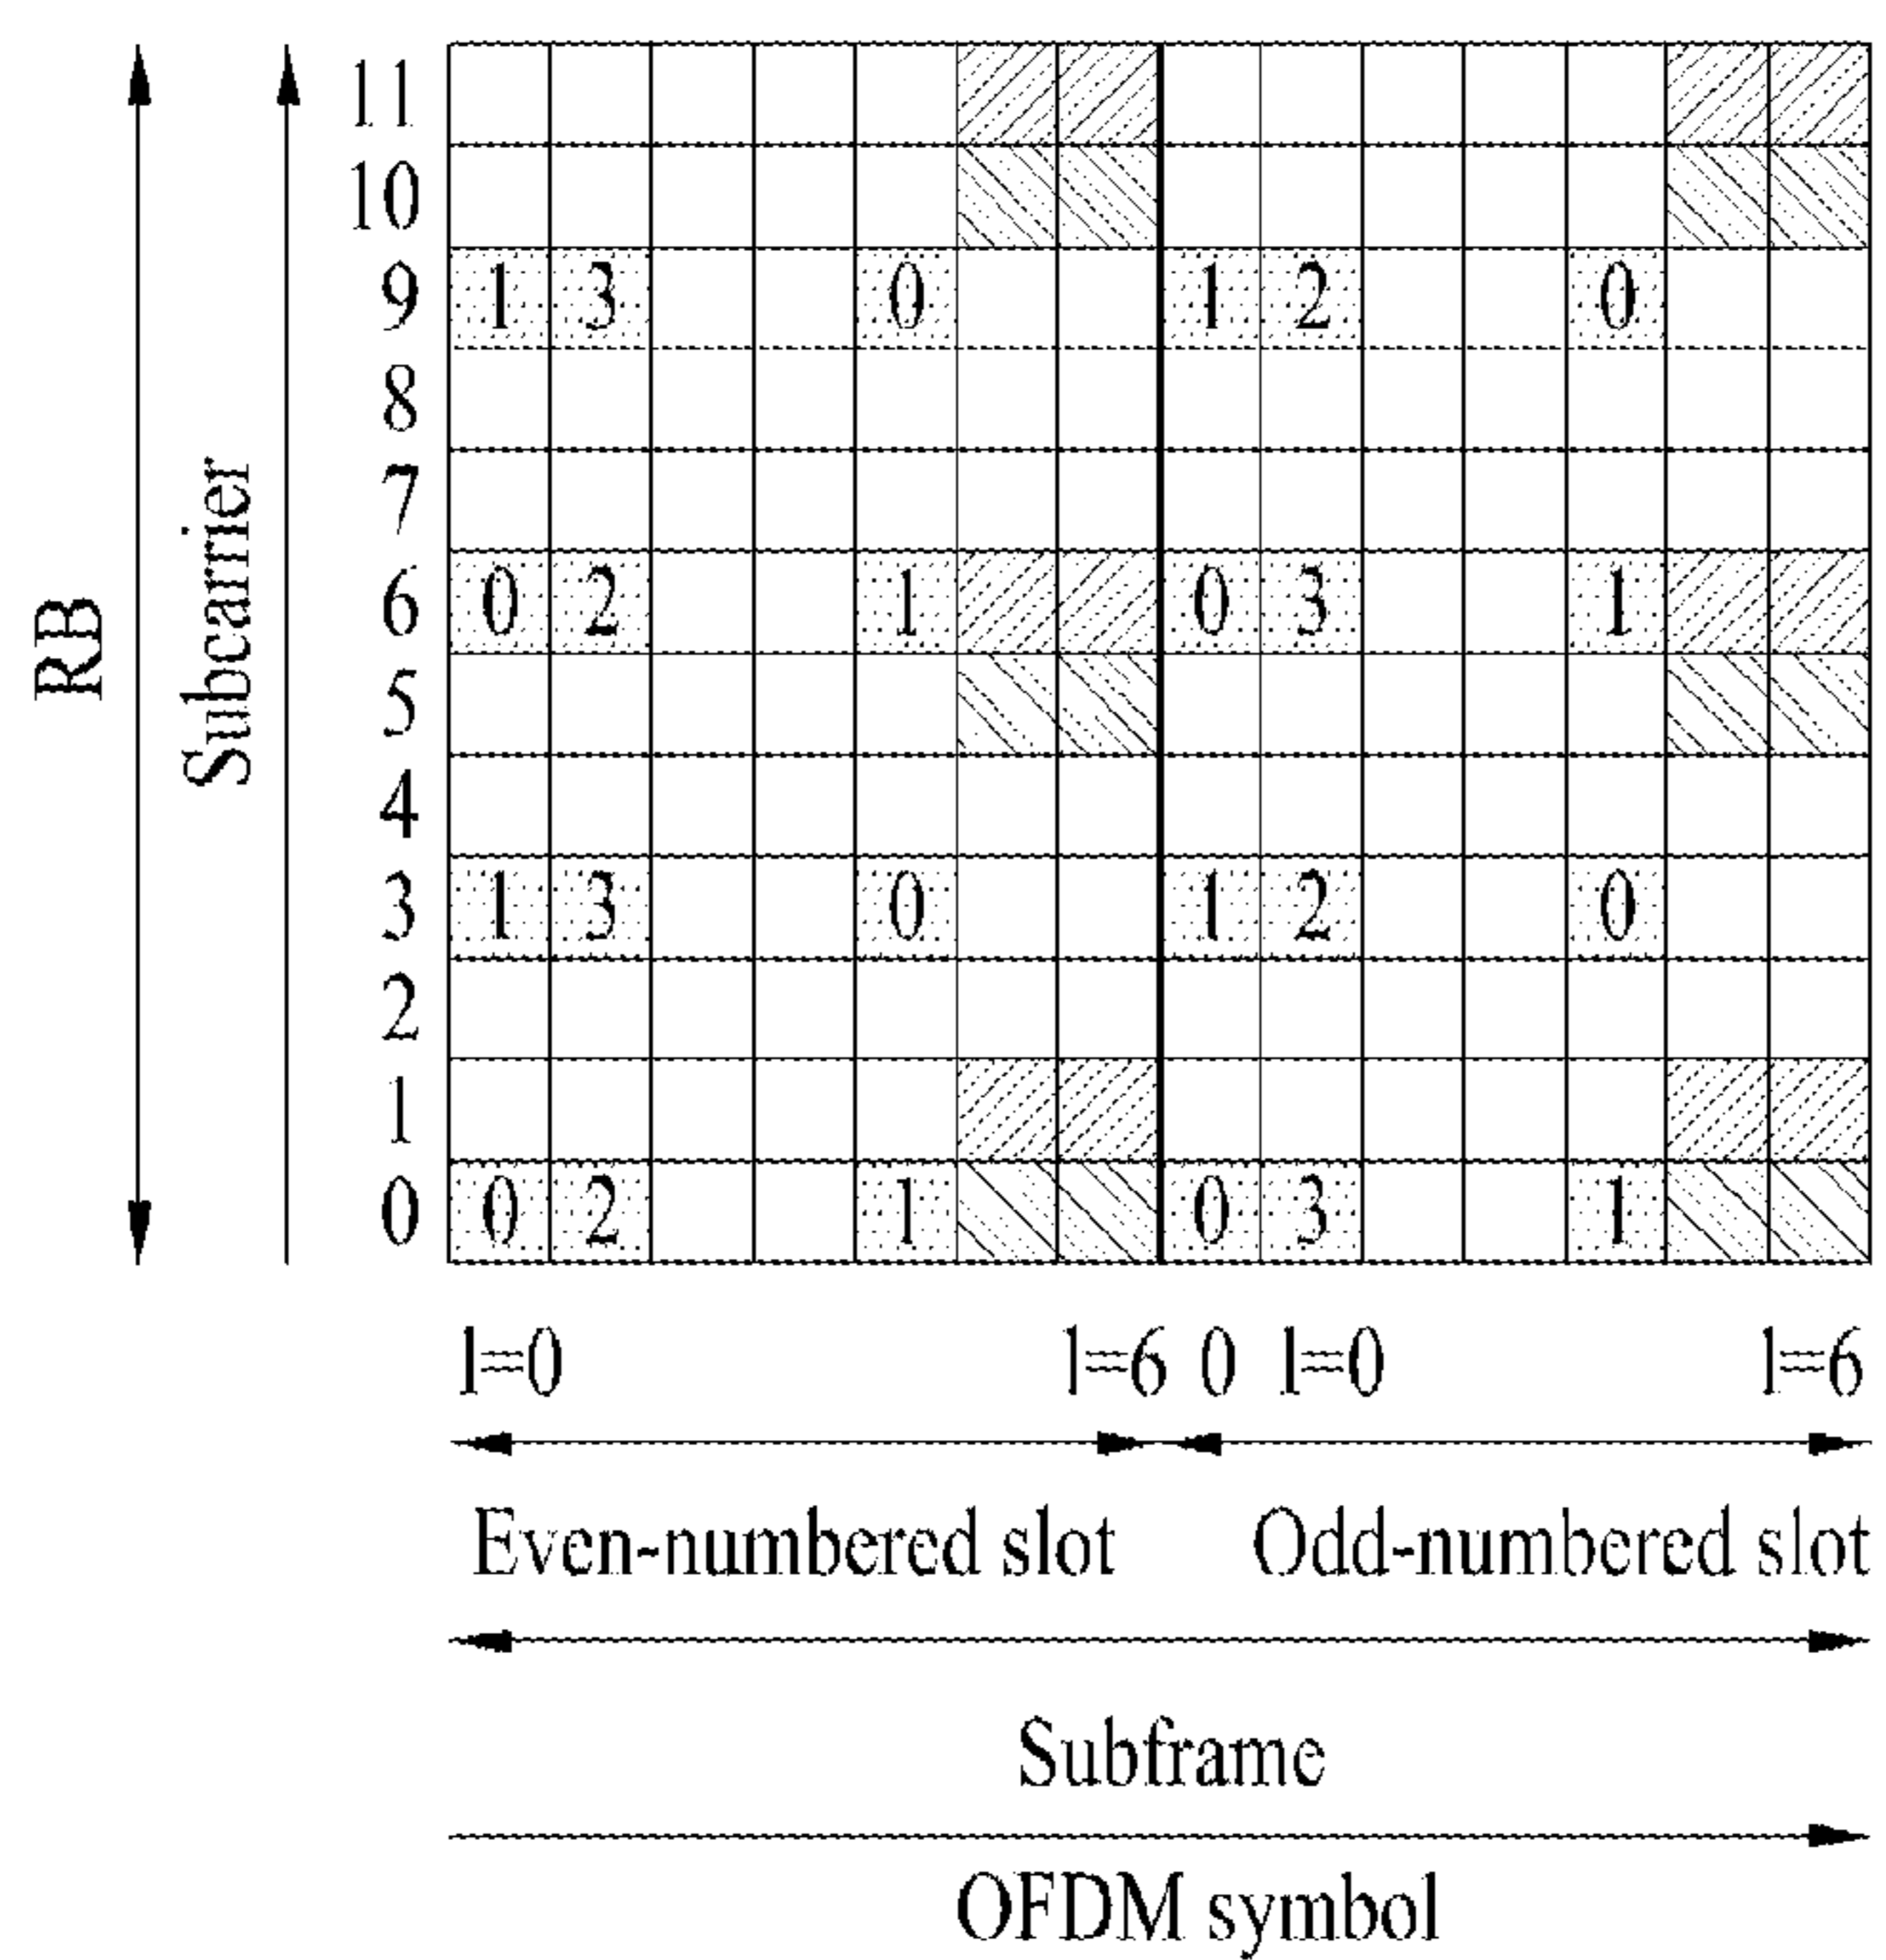 RB
Subcarrier
11
10
9 1 3 0 1 2 0
8
7
6 0 2 1 0 3 1
5
4
3 1 3 0 1 2 0
2
1
0 0 2 1 0 3 1
l=0 l=6 0 l=0 l=6
Even-numbered slot Odd-numbered slot
Subframe
OFDM symbol